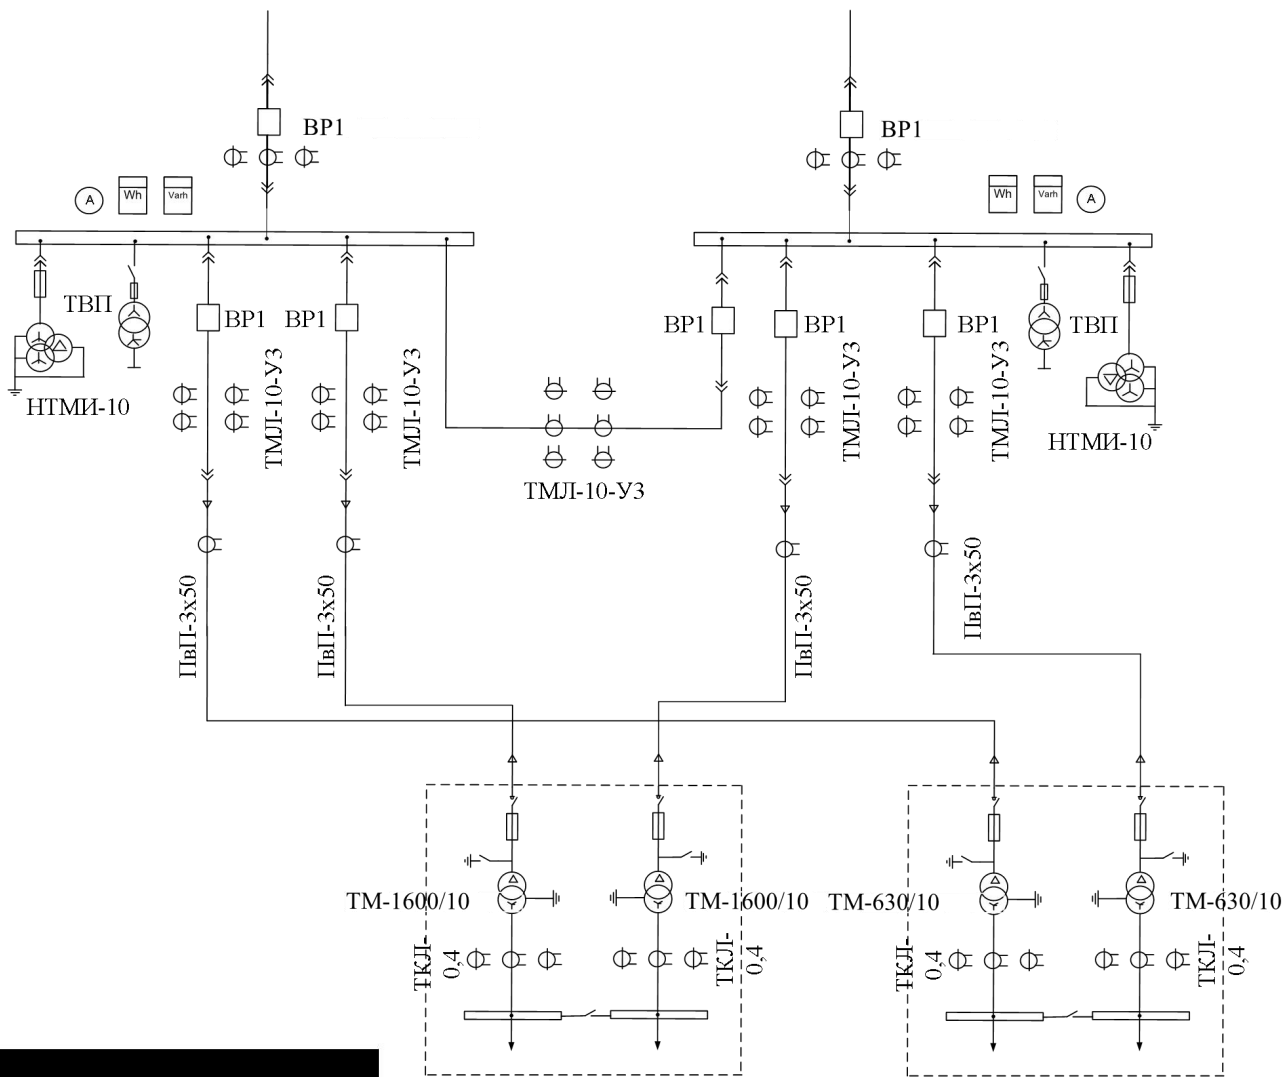 ВР1
ВР1
A
Wh
Varh
Wh
Varh
A
ТВП
ВР1
ВР1
ВР1
ВР1
ВР1
ТВП
НТМИ-10
ТМЛ-10-У3
ТМЛ-10-У3
ТМЛ-10-У3
ТМЛ-10-У3
ТМЛ-10-У3
НТМИ-10
ПвП-3х50
ПвП-3х50
ПвП-3х50
ПвП-3х50
ТМ-1600/10
ТМ-1600/10
ТМ-630/10
ТМ-630/10
ТКЛ-
0,4
ТКЛ-
0,4
ТКЛ-
0,4
ТКЛ-
0,4